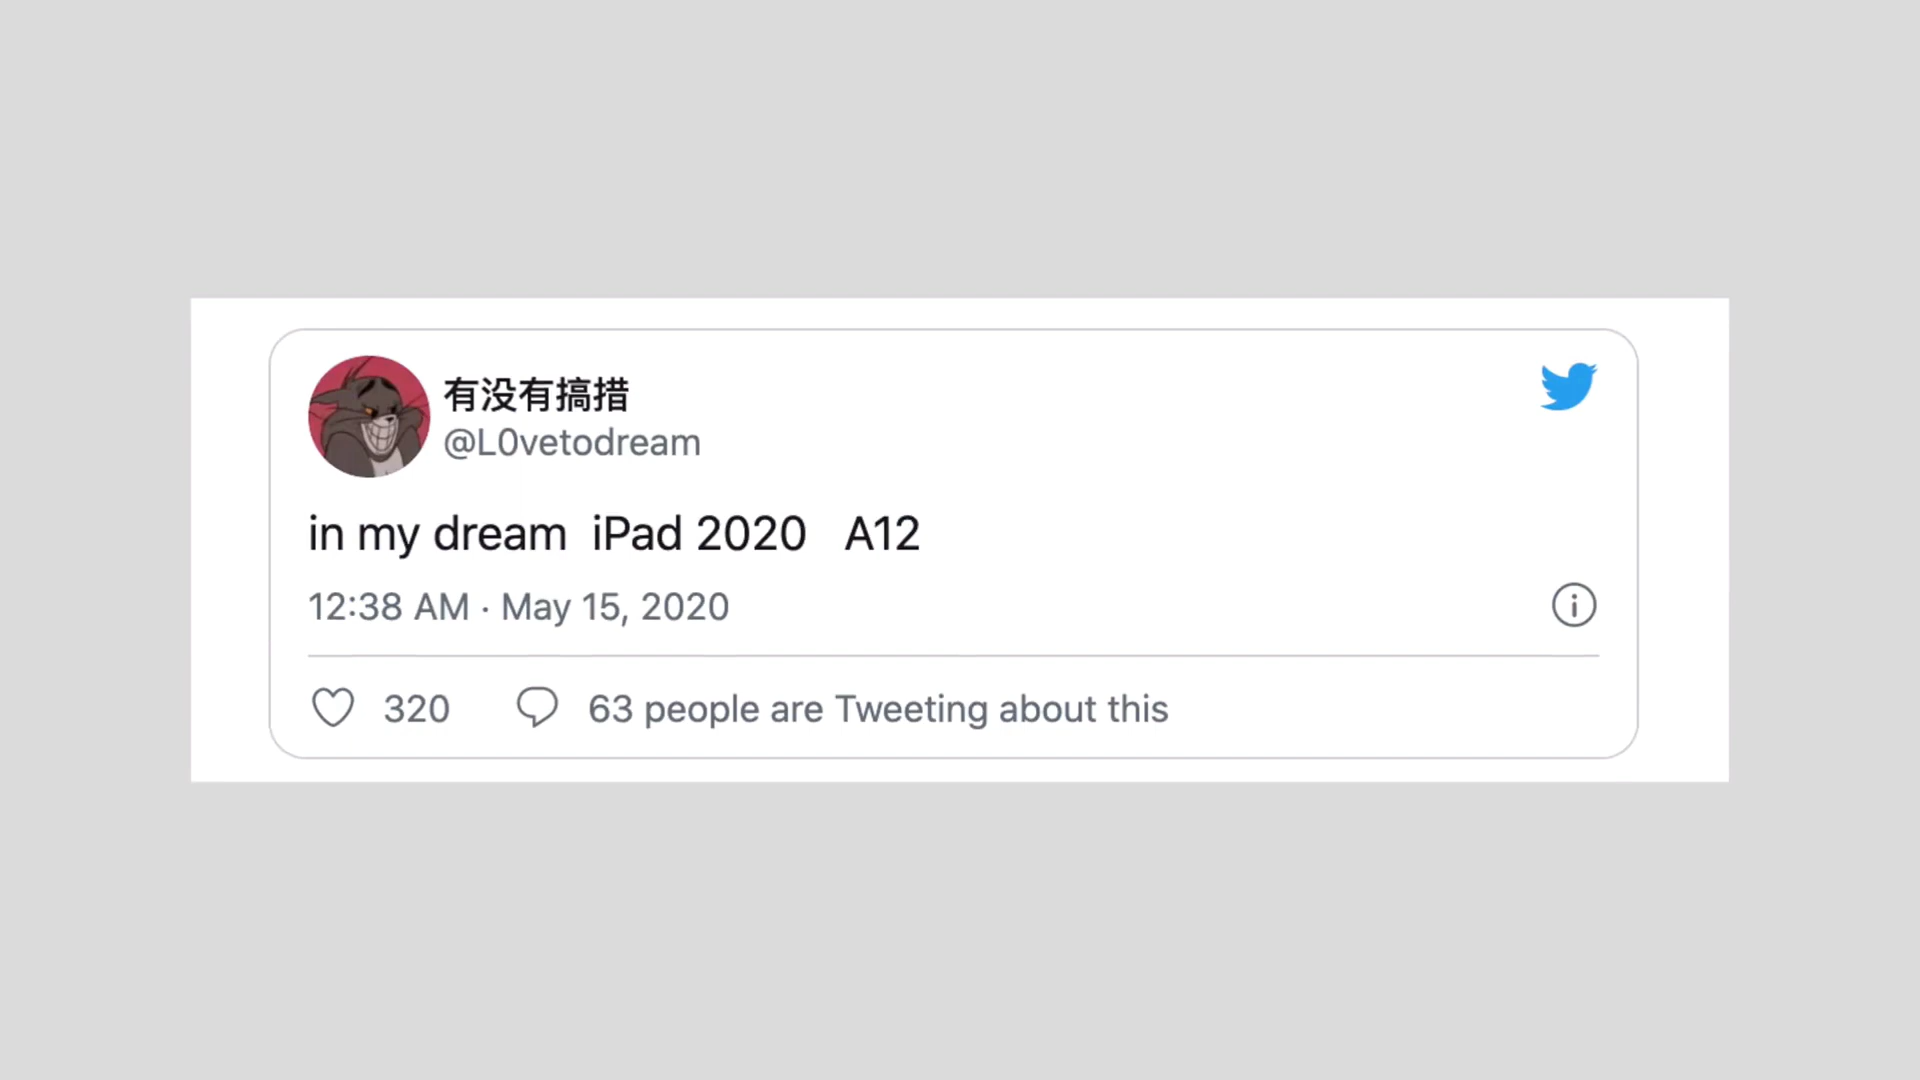 有没有搞措
@L0vetodream
in my dream  iPad 2020   A12
12:38 AM · May 15, 2020
320
63 people are Tweeting about this